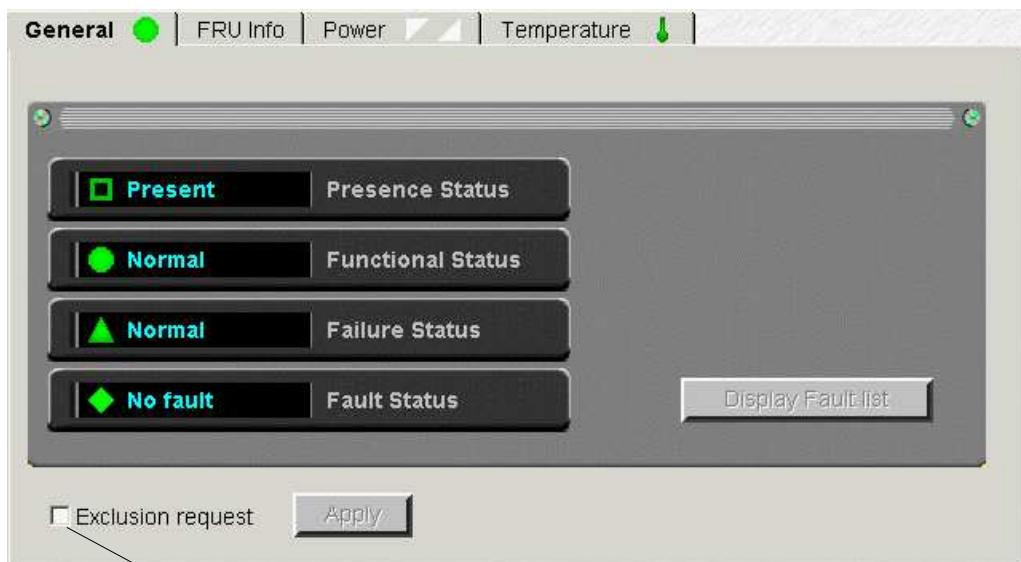 General FRU Info Power Temperature
Present Presence Status
Normal Functional Status
Normal Failure Status
No fault Fault Status
Display Fault list
Exclusion request Apply